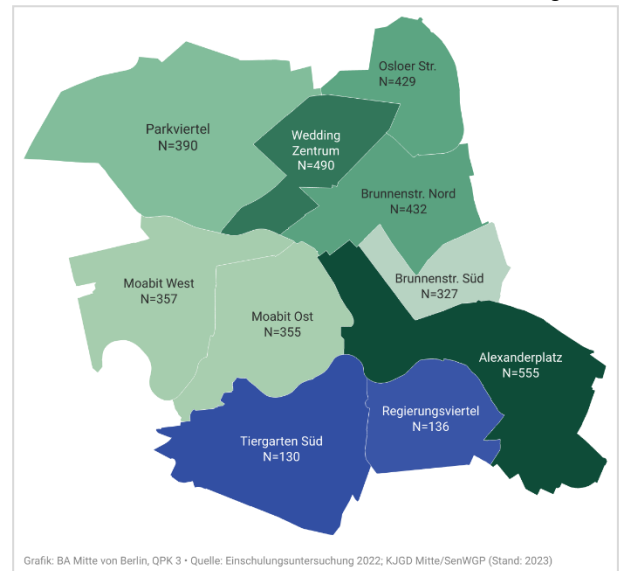 Osloer Str.
N=429
Parkviertel
N=390
Wedding
Zentrum
N=490
Brunnenstr. Nord
N=432
Brunnenstr. Süd
N=327
Moabit West
N=357
Moabit Ost
N=355
Alexanderplatz
N=555
Regierungsviertel
N=136
Tiergarten Süd
N=130
Grafik: BA Mitte von Berlin, QPK 3 • Quelle: Einschulungsuntersuchung 2022; KJGD Mitte/SenWGP (Stand: 2023)